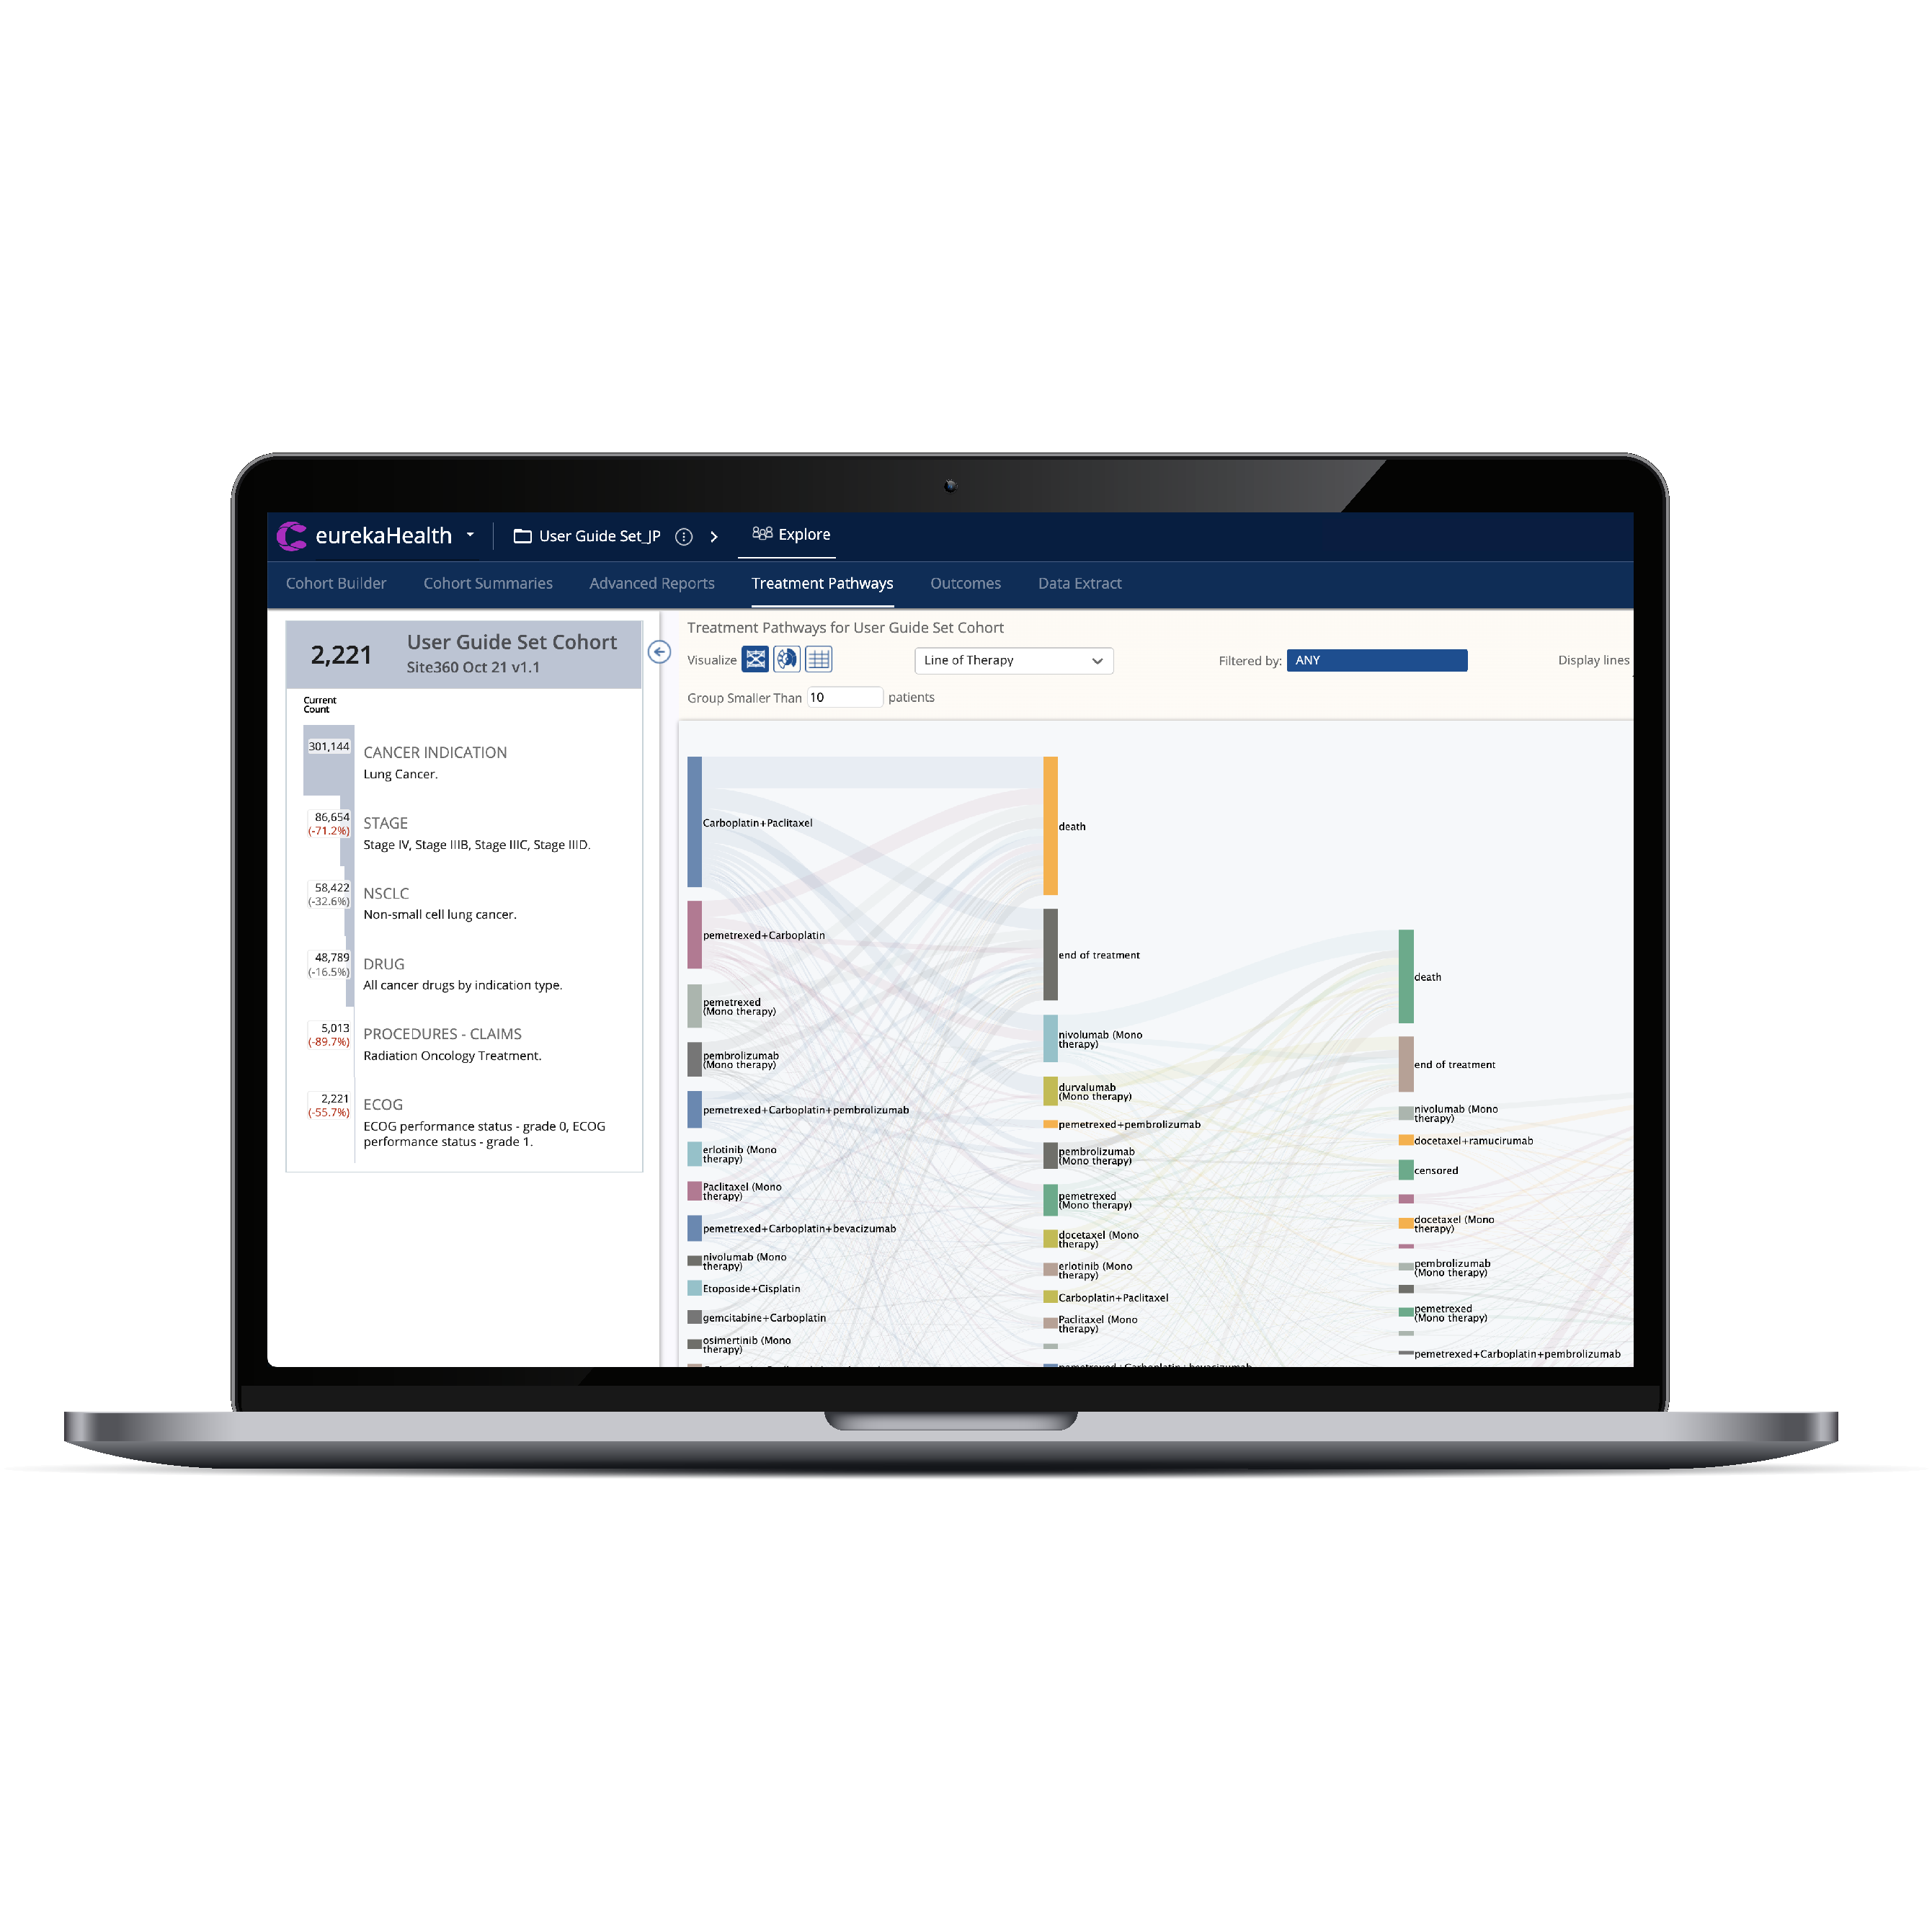 eurekaHealth
User Guide Set_JP
Explore
Cohort Builder
Cohort Summaries
Advanced Reports
Treatment Pathways
Outcomes
Data Extract
2,221
User Guide Set Cohort
Site360 Oct 21 v1.1
Current
Count
301,144
CANCER INDICATION
Lung Cancer.
86,654
(-71.2%)
STAGE
Stage IV, Stage IIIB, Stage IIIC, Stage IIID.
58,422
(-32.6%)
NSCLC
Non-small cell lung cancer.
48,789
(-16.5%)
DRUG
All cancer drugs by indication type.
5,013
(-89.7%)
PROCEDURES - CLAIMS
Radiation Oncology Treatment.
2,221
(-55.7%)
ECOG
ECOG performance status - grade 0, ECOG
performance status - grade 1.
Treatment Pathways for User Guide Set Cohort
Visualize
Line of Therapy
Filtered by:
ANY
Display lines
Group Smaller Than
10
patients
Carboplatin+Paclitaxel
pemetrexed+Carboplatin
pemetrexed
(Mono therapy)
pembrolizumab
(Mono therapy)
pemetrexed+Carboplatin+pembrolizumab
erlotinib (Mono
therapy)
Paclitaxel (Mono
therapy)
pemetrexed+Carboplatin+bevacizumab
nivolumab (Mono
therapy)
Etoposide+Cisplatin
gemcitabine+Carboplatin
osimertinib (Mono
therapy)
death
end of treatment
nivolumab (Mono
therapy)
durvalumab
(Mono therapy)
pemetrexed+pembrolizumab
pembrolizumab
(Mono therapy)
pemetrexed
(Mono therapy)
docetaxel (Mono
therapy)
erlotinib (Mono
therapy)
Carboplatin+Paclitaxel
Paclitaxel (Mono
therapy)
pemetrexed+Carboplatin+bevacizumab
death
end of treatment
nivolumab (Mono
therapy)
docetaxel+ramucirumab
censored
docetaxel (Mono
therapy)
pembrolizumab
(Mono therapy)
pemetrexed
(Mono therapy)
pemetrexed+Carboplatin+pembrolizumab